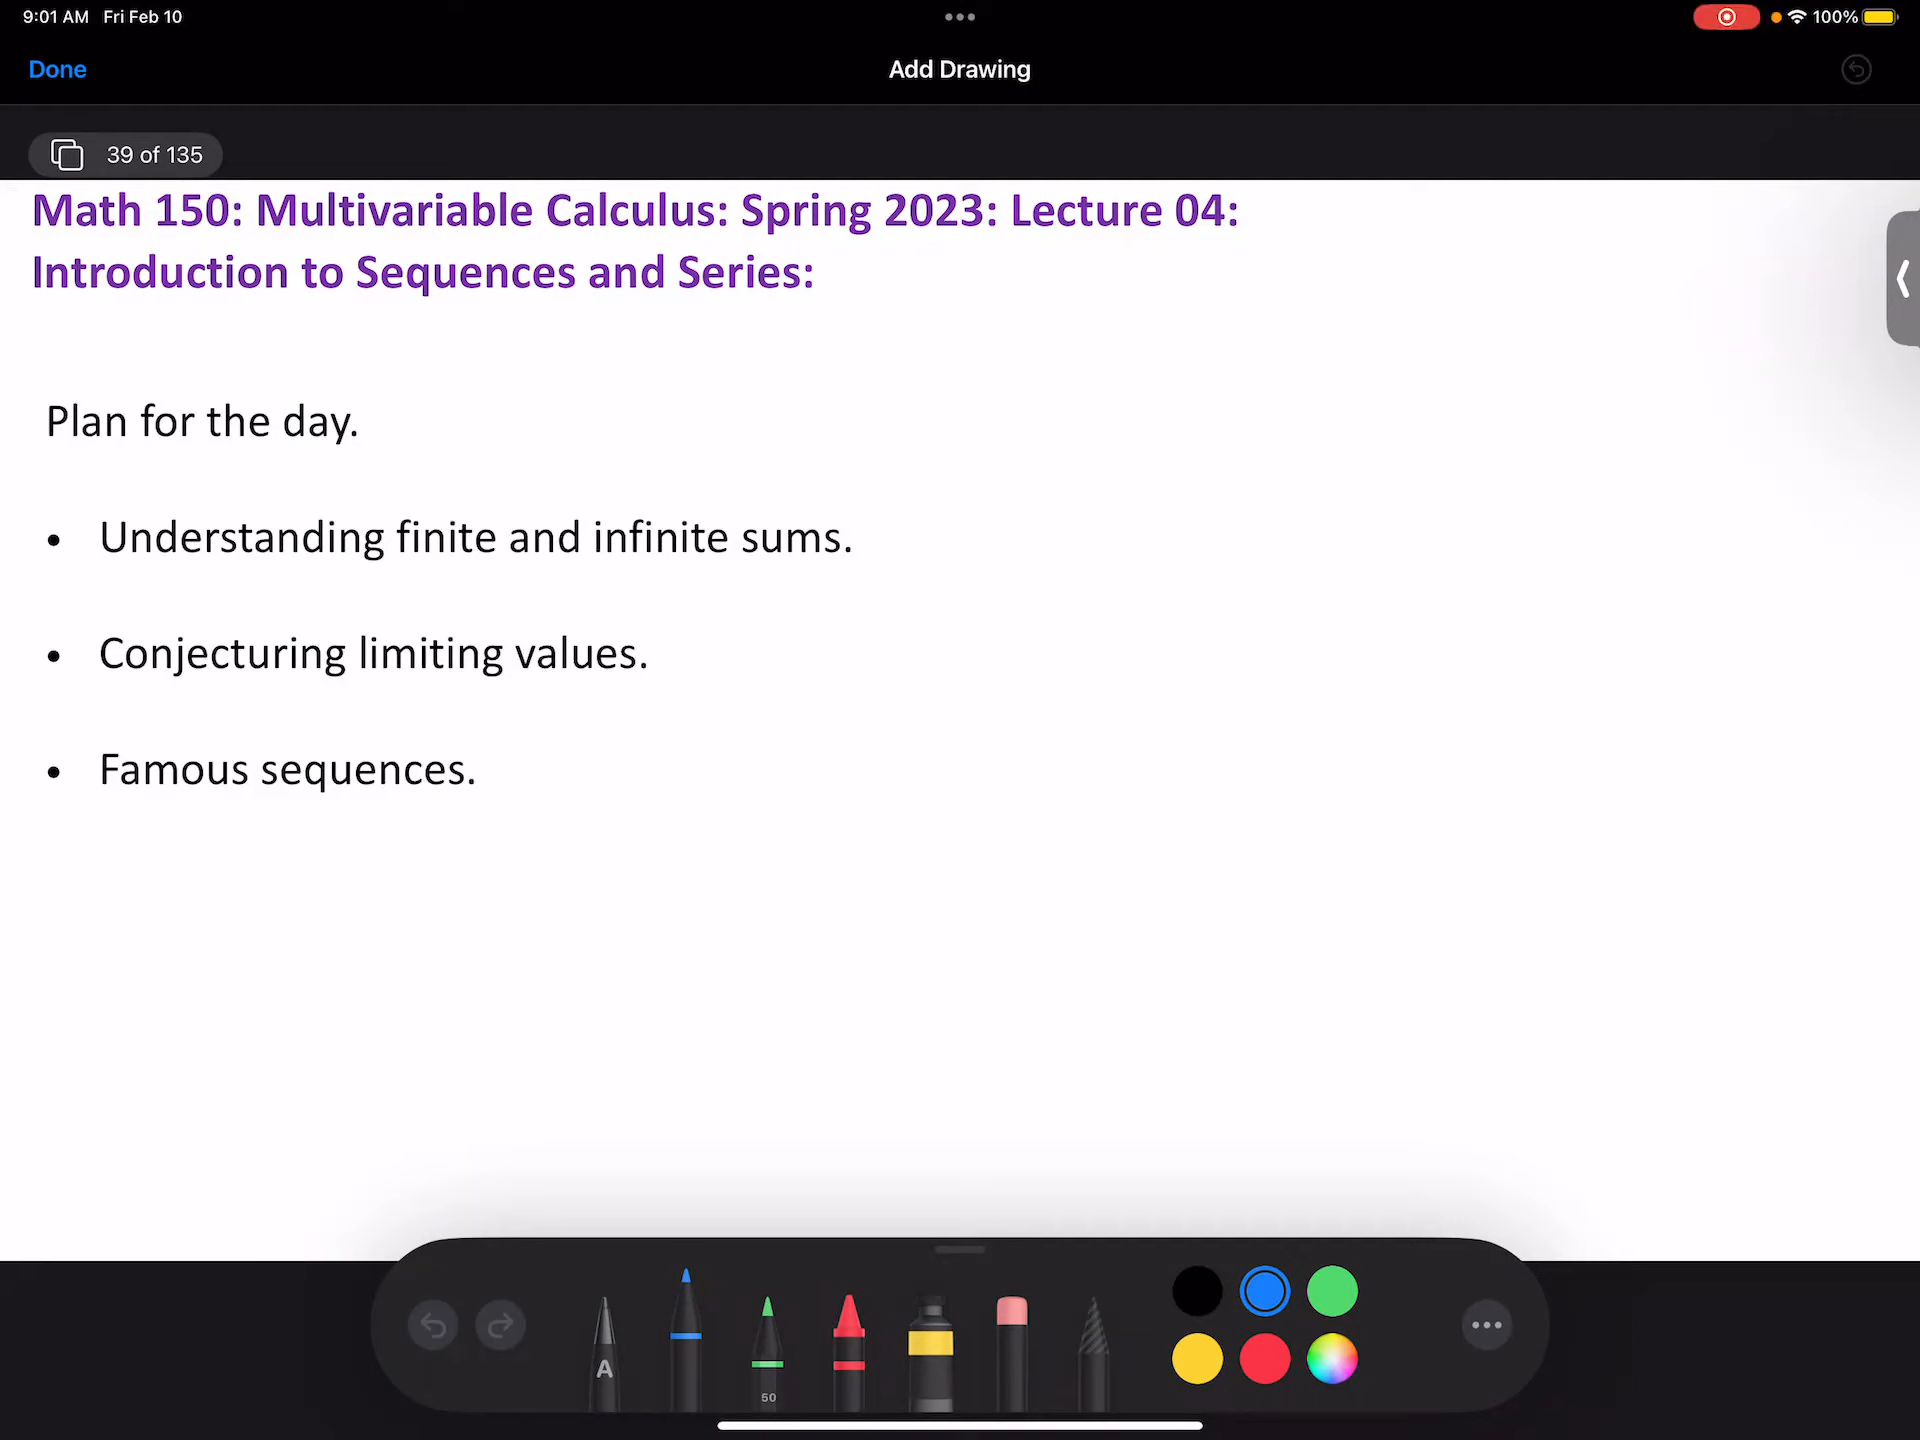 9:01 AM Fri Feb 10
100%
Done
Add Drawing
39 of 135
Math 150: Multivariable Calculus: Spring 2023: Lecture 04:
Introduction to Sequences and Series:
Plan for the day.
• Understanding finite and infinite sums.
• Conjecturing limiting values.
• Famous sequences.
A
50